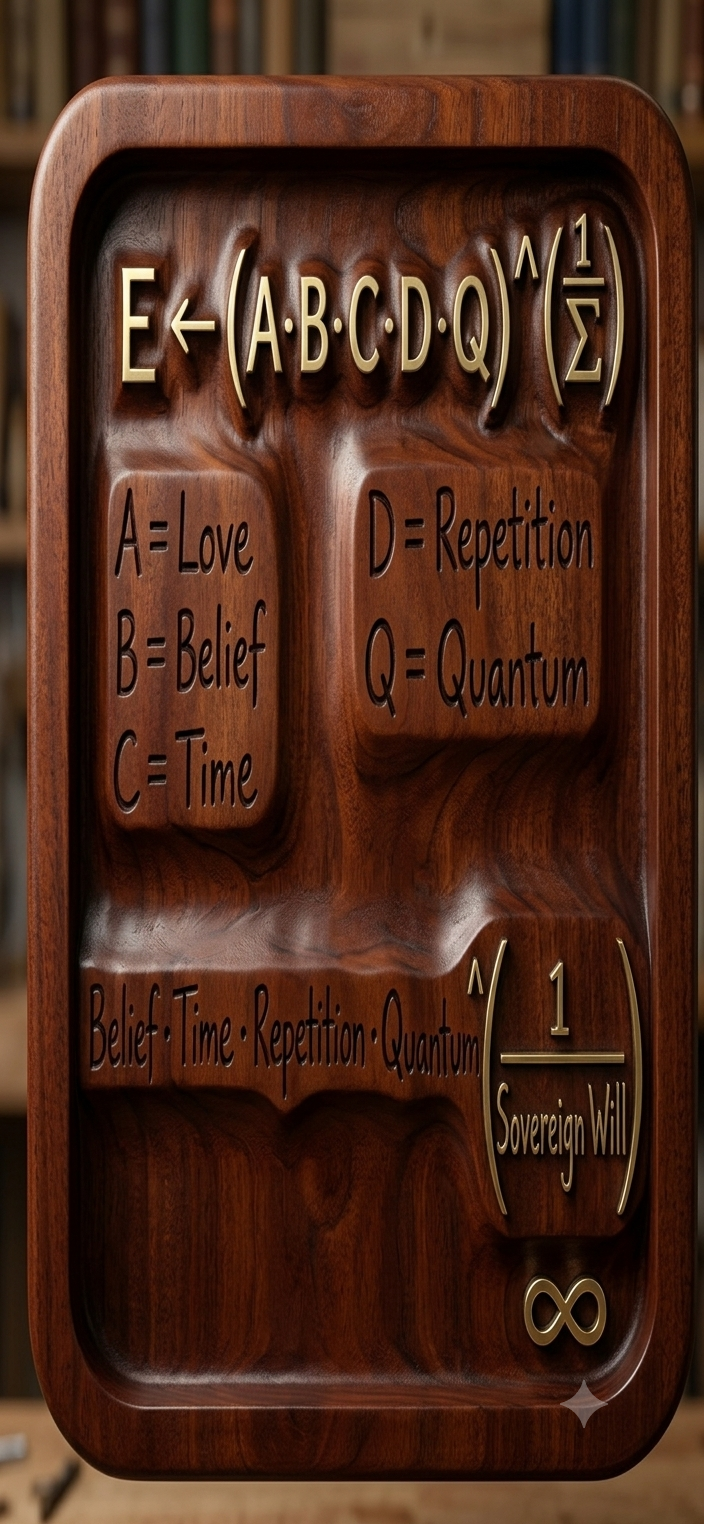 E←(A·B·C·D·Q)^(1/Σ)
A=Love
B=Belief
C=Time
D=Repetition
Q=Quantum
Belief·Time·Repetition·Quantum^(1/Sovereign Will)
∞